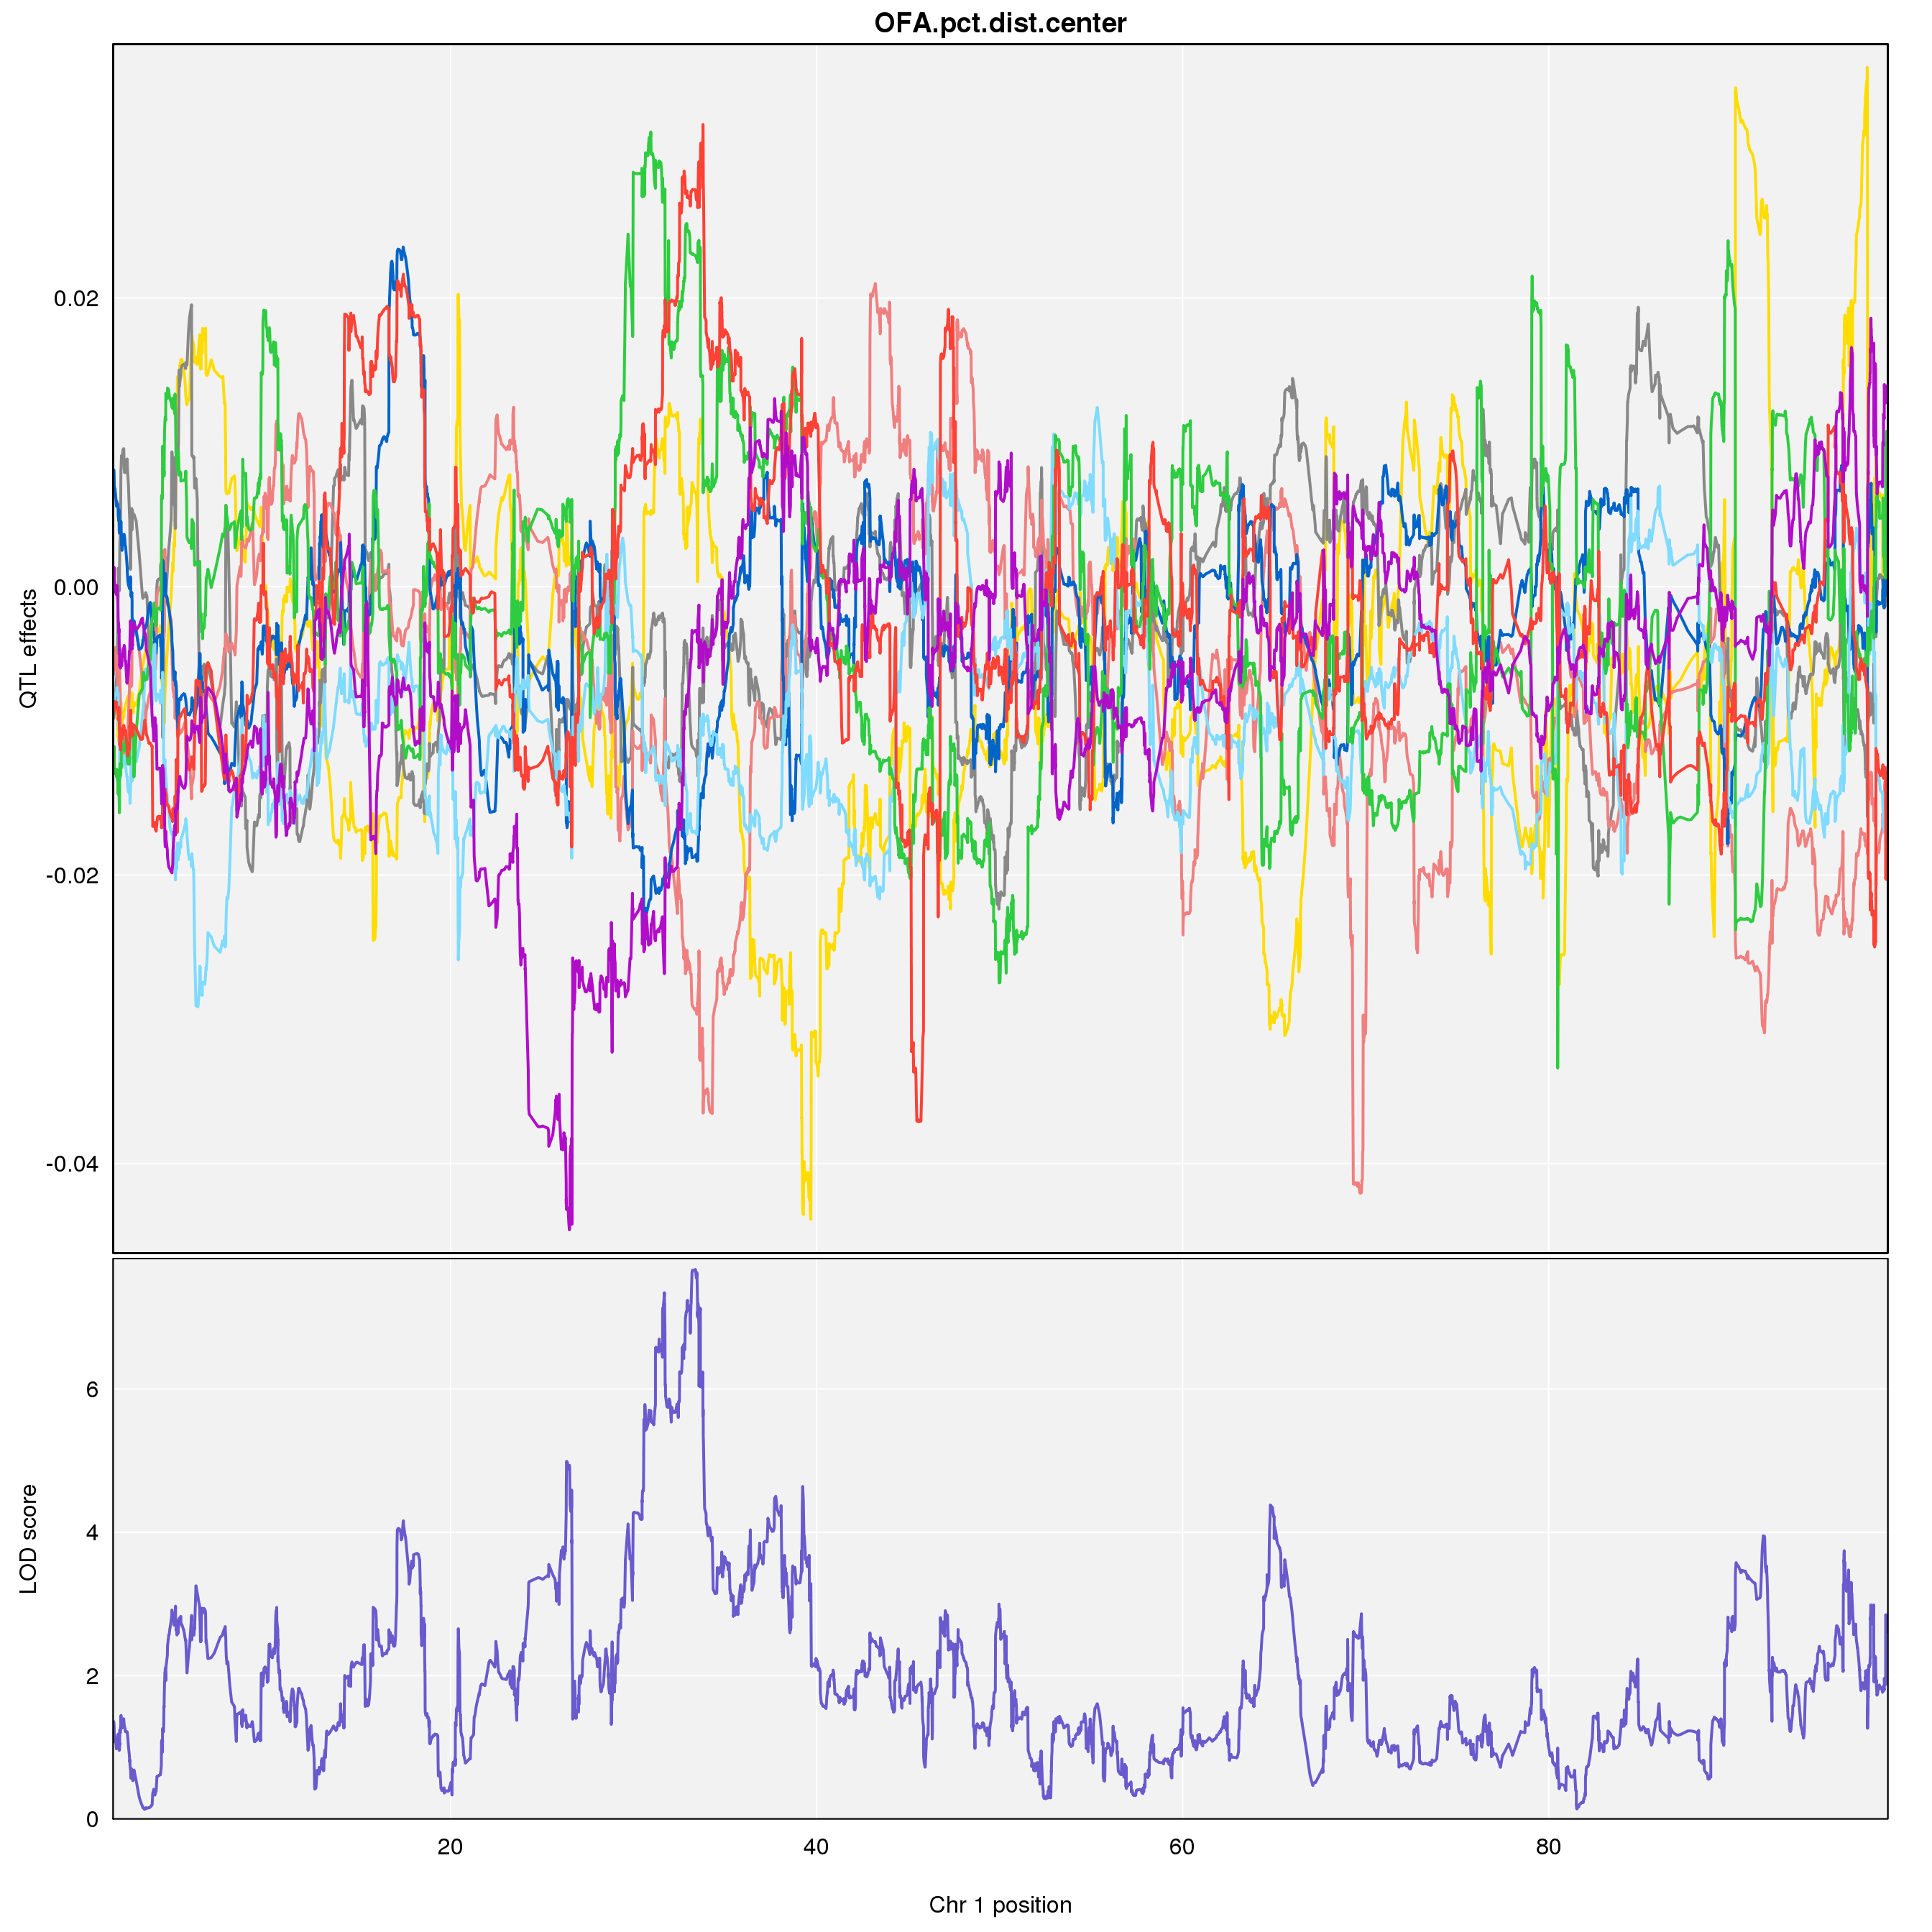 OFA.pct.dist.center
QTL effects
0.02
0.00
-0.02
-0.04
LOD score
6
4
2
0
20 40 60 80
Chr 1 position